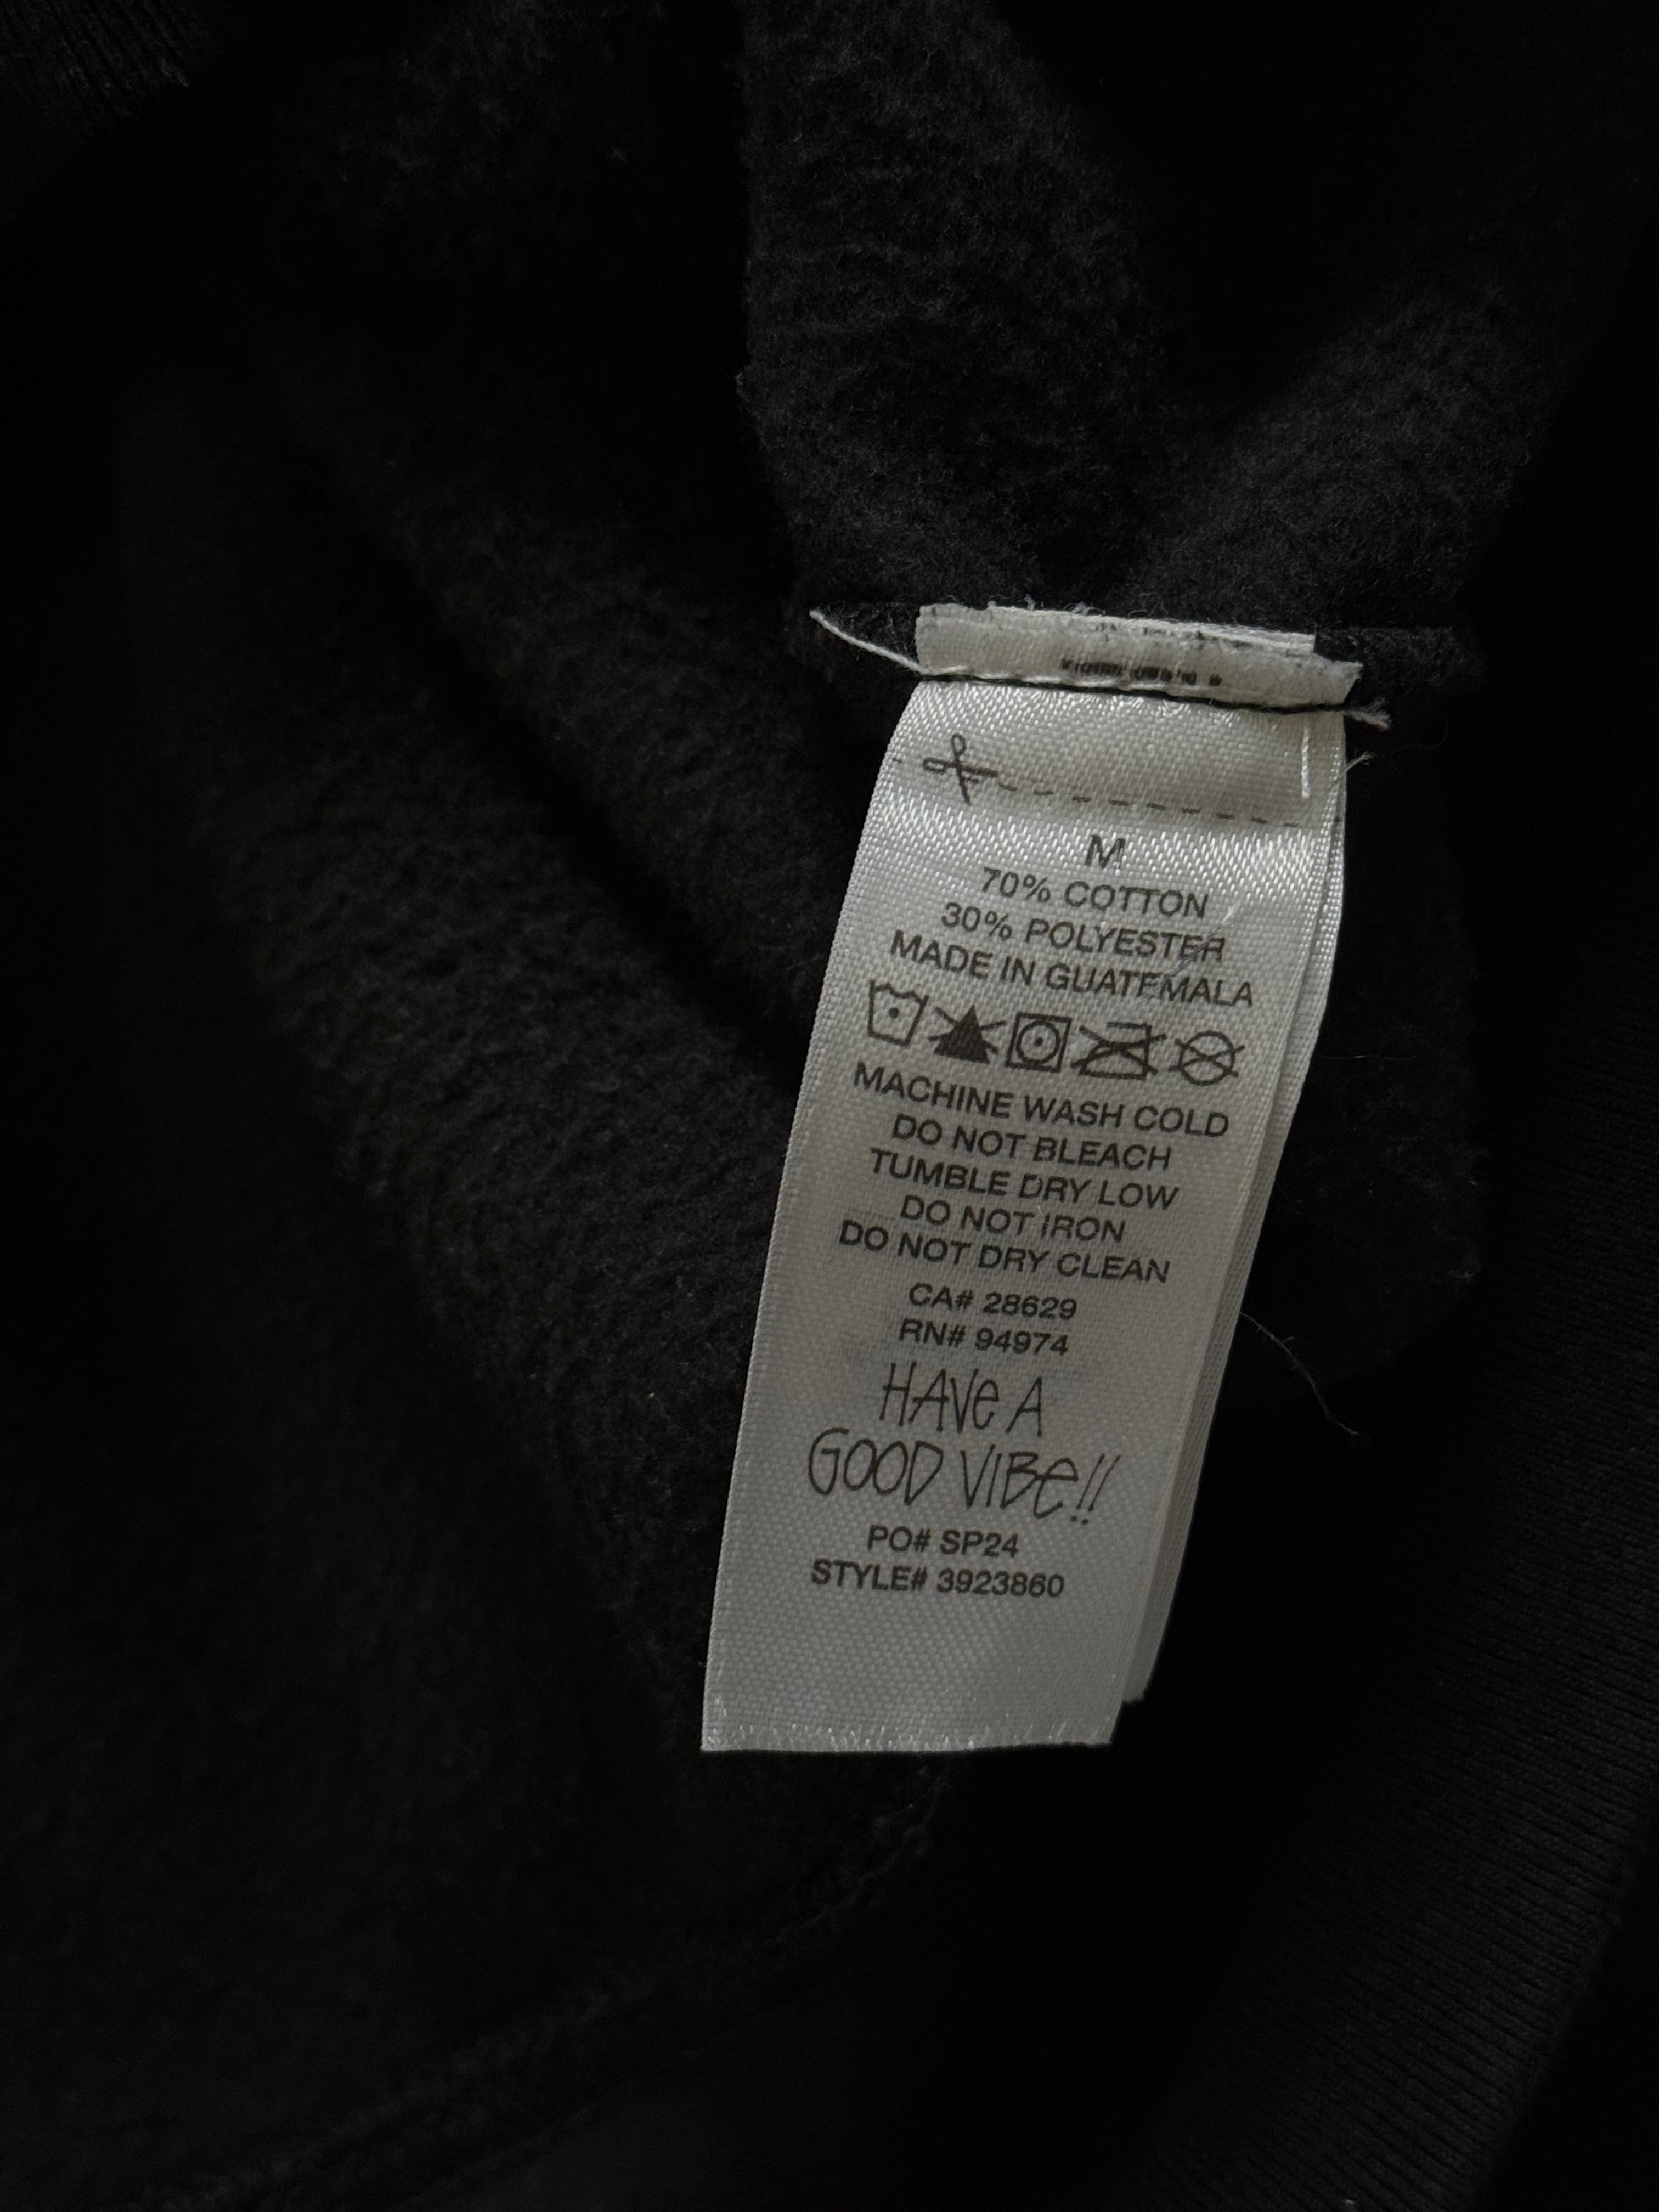 M
70% COTTON
30% POLYESTER
MADE IN GUATEMALA
MACHINE WASH COLD
DO NOT BLEACH
TUMBLE DRY LOW
DO NOT IRON
DO NOT DRY CLEAN
CA# 28629
RN# 94974
HAVe A
GOOD VIBe!!
PO# SP24
STYLE# 3923860